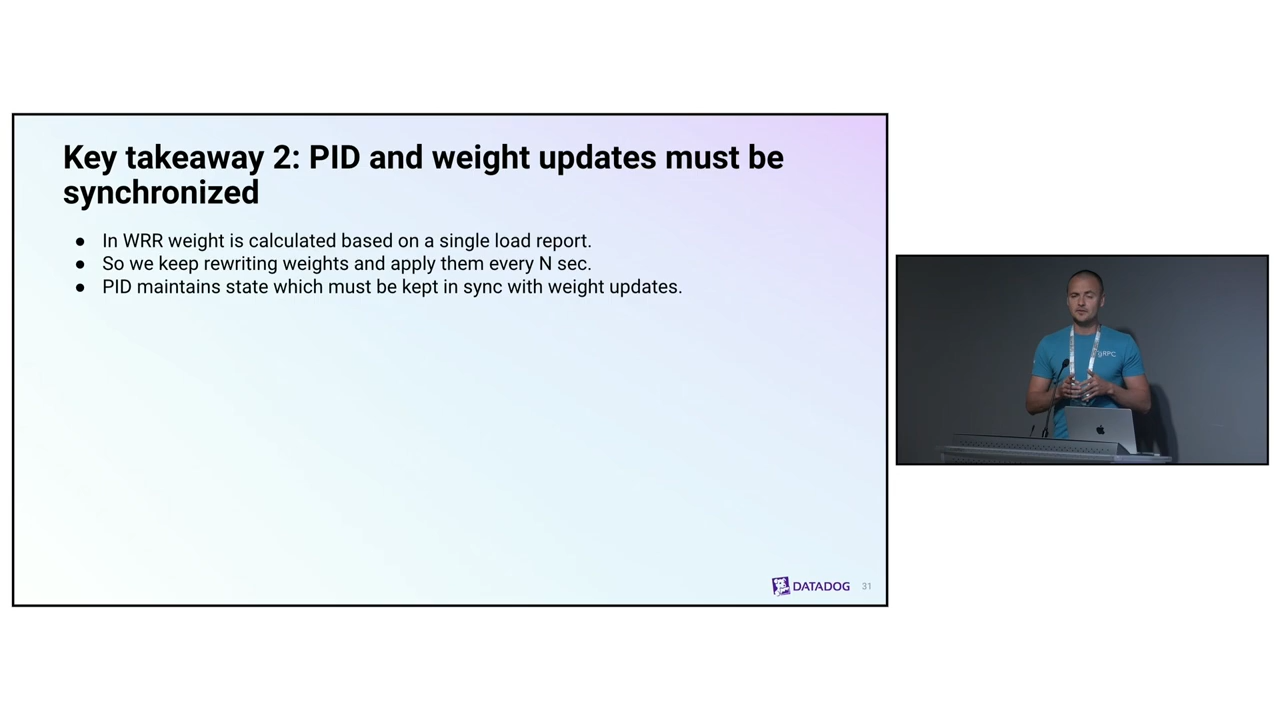 Key takeaway 2: PID and weight updates must be
synchronized
● In WRR weight is calculated based on a single load report.
● So we keep rewriting weights and apply them every N sec.
● PID maintains state which must be kept in sync with weight updates.
DATADOG 31
gRPC